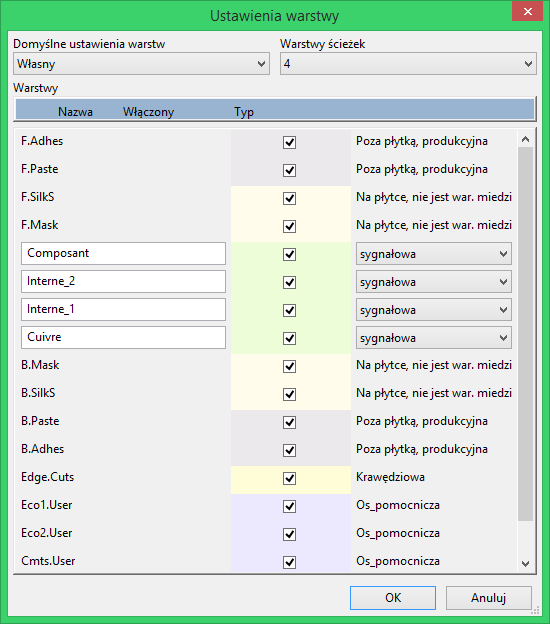 Ustawienia warstwy
Domyślne ustawienia warstw Warstwy ścieżek
Własny 4
Warstwy
Nazwa Włączony Typ
F.Adhes Poza płytką, produkcyjna
F.Paste Poza płytką, produkcyjna
F.SilkS Na płytce, nie jest war. miedzi
F.Mask Na płytce, nie jest war. miedzi
Composant sygnałowa
Interne_2 sygnałowa
Interne_1 sygnałowa
Cuivre sygnałowa
B.Mask Na płytce, nie jest war. miedzi
B.SilkS Na płytce, nie jest war. miedzi
B.Paste Poza płytką, produkcyjna
B.Adhes Poza płytką, produkcyjna
Edge.Cuts Krawędziowa
Eco1.User Os_pomocnicza
Eco2.User Os_pomocnicza
Cmts.User Os_pomocnicza
OK Anuluj